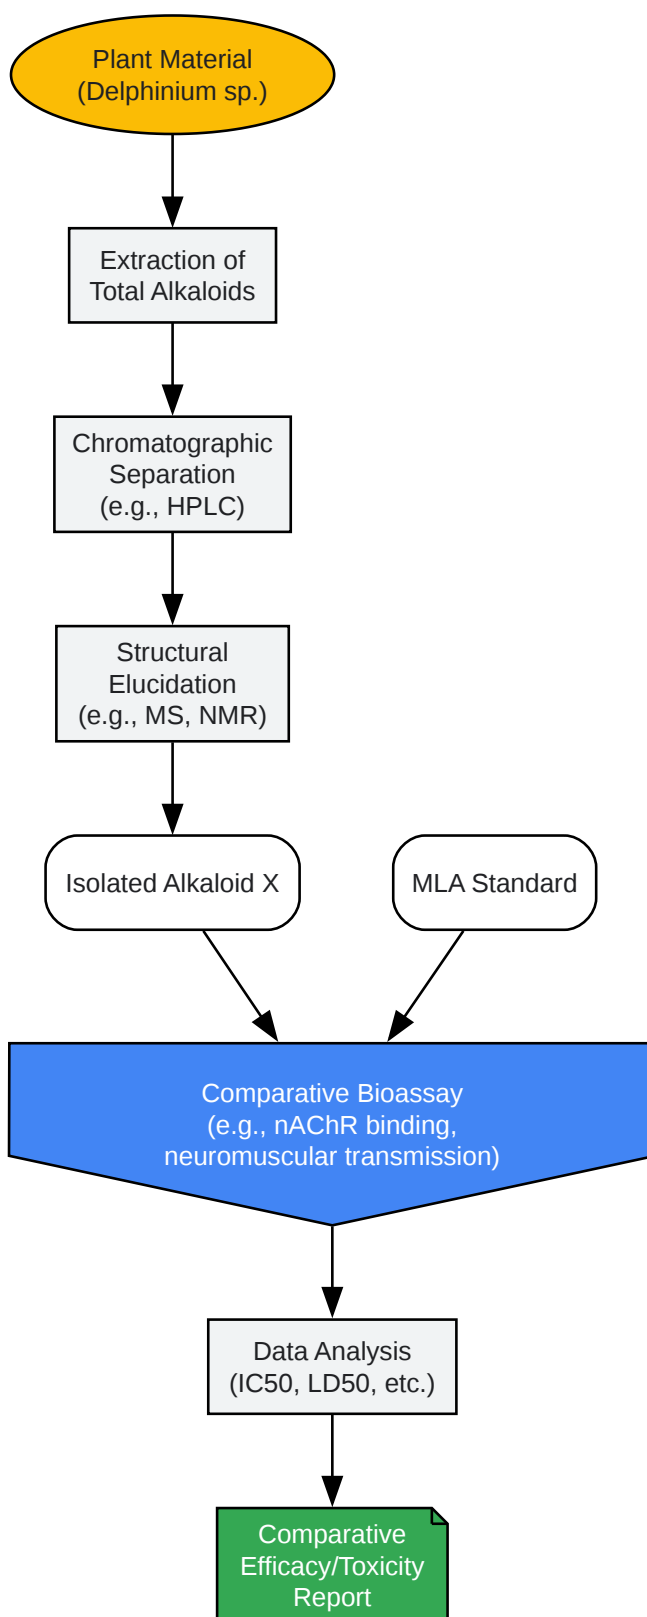 Plant Material
(Delphinium sp.)
Extraction of
Total Alkaloids
Chromatographic
Separation
(e.g., HPLC)
Structural
Elucidation
(e.g., MS, NMR)
Isolated Alkaloid X
MLA Standard
Comparative Bioassay
(e.g., nAChR binding,
neuromuscular transmission)
Data Analysis
(IC50, LD50, etc.)
Comparative
Efficacy/Toxicity
Report